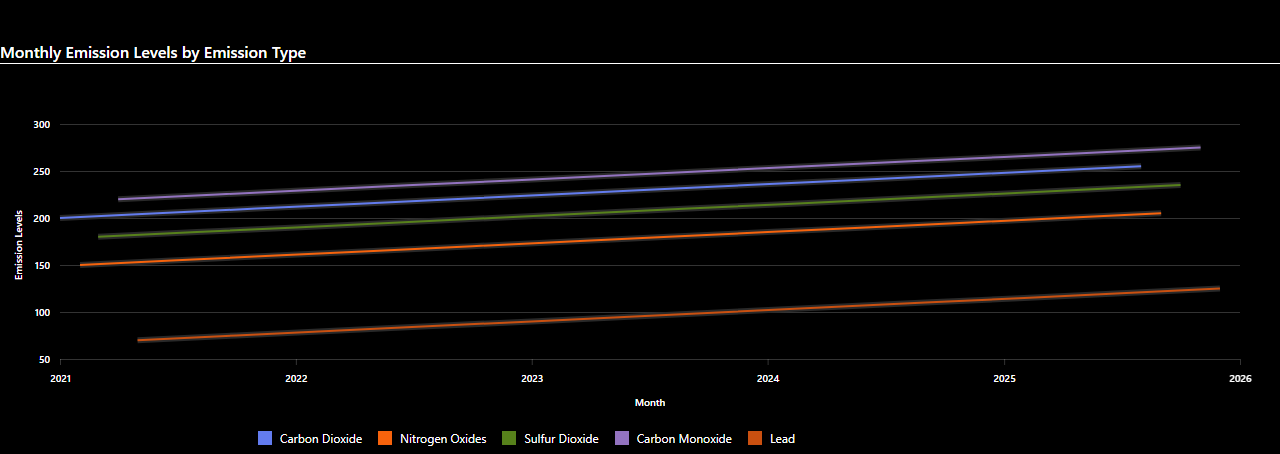 Monthly Emission Levels by Emission Type
300
250
200
150
100
50
Emission Levels
2021 2022 2023 2024 2025 2026
Month
Carbon Dioxide Nitrogen Oxides Sulfur Dioxide Carbon Monoxide Lead